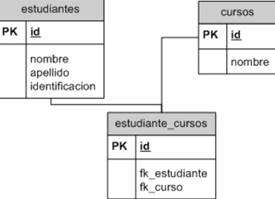 estudiantes
PK id
nombre
apellido
identificacion
cursos
PK id
nombre
estudiante_cursos
PK id
fk_estudiante
fk_curso